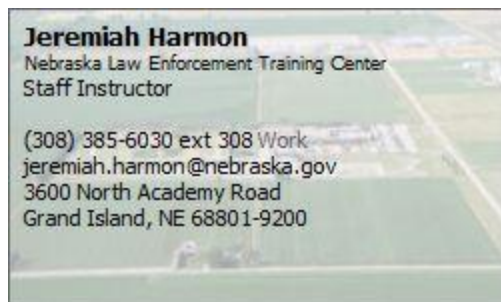 Jeremiah Harmon
Nebraska Law Enforcement Training Center
Staff Instructor
(308) 385-6030 ext 308 Work
jeremiah.harmon@nebraska.gov
3600 North Academy Road
Grand Island, NE 68801-9200